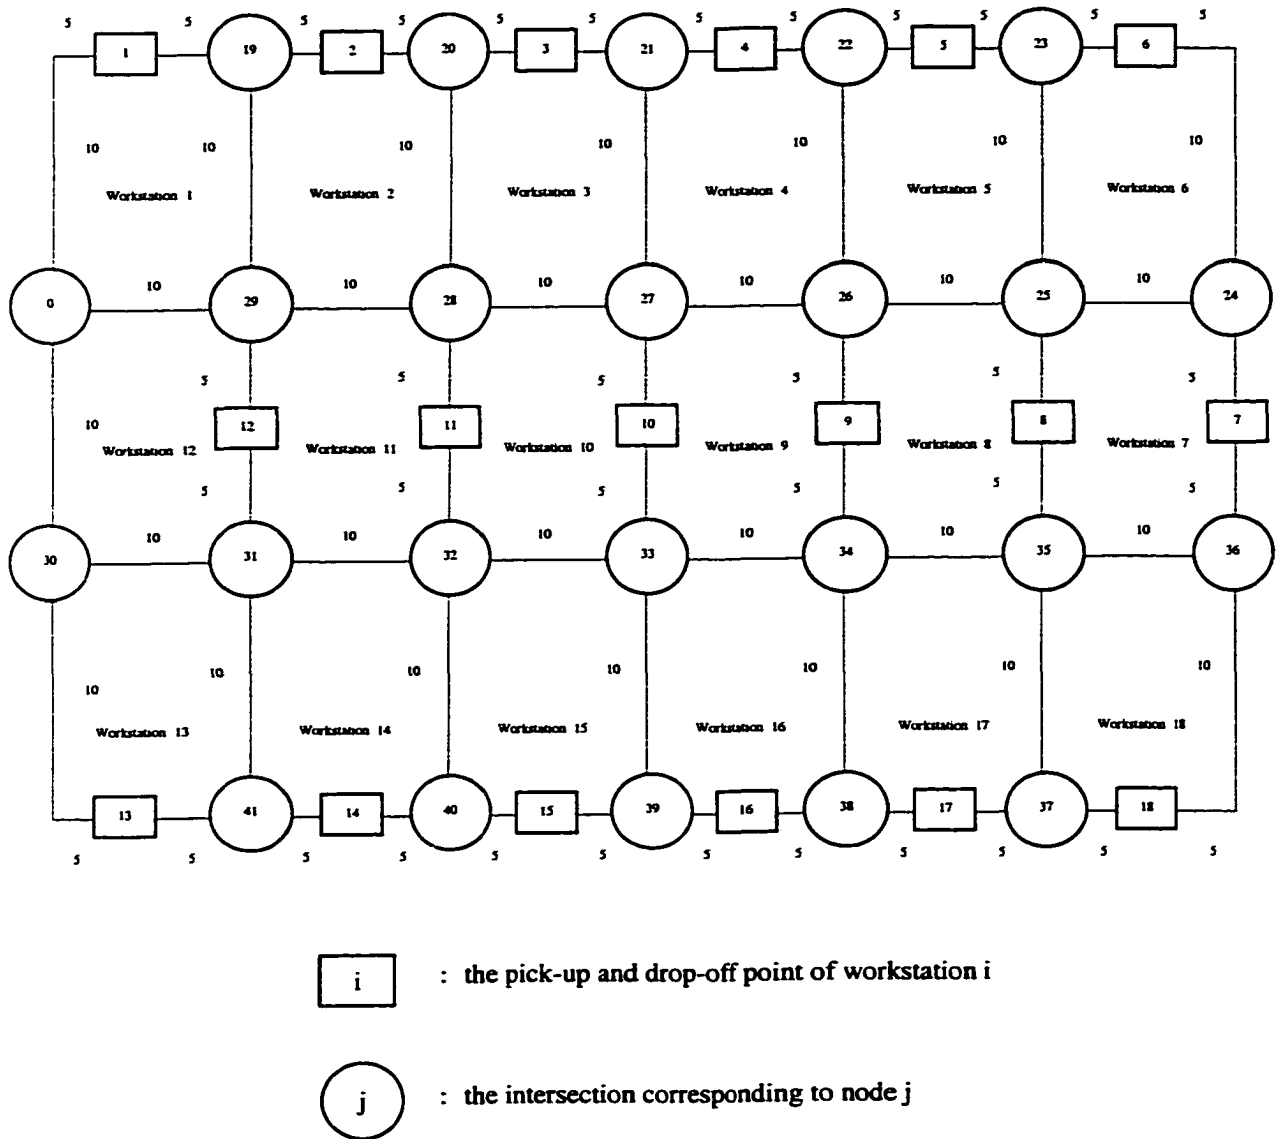 5 5 5 5 5 5 5 5 5 5 5 5
1 19 2 20 3 21 4 22 5 23 6
10 10 10 10 10 10 10
Workstation 1 Workstation 2 Workstation 3 Workstation 4 Workstation 5 Workstation 6
10 10 10 10 10 10
0 29 28 27 26 25 24
5 5 5 5 5 5
10 12 11 10 9 8 7
Workstation 12 Workstation 11 Workstation 10 Workstation 9 Workstation 8 Workstation 7
5 5 5 5 5 5
10 10 10 10 10 10
30 31 32 33 34 35 36
10 10 10 10 10 10 10
Workstation 13 Workstation 14 Workstation 15 Workstation 16 Workstation 17 Workstation 18
13 41 14 40 15 39 16 38 17 37 18
5 5 5 5 5 5 5 5 5 5 5 5
i : the pick-up and drop-off point of workstation i
j : the intersection corresponding to node j